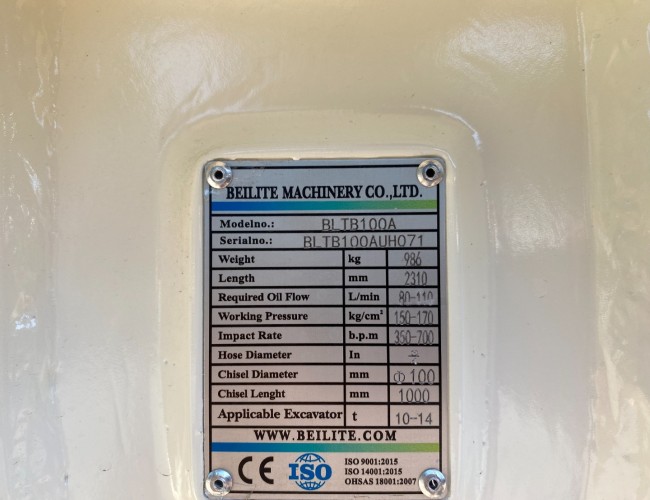 BEILITE MACHINERY CO.,LTD.
Modelno.: BLTB100A
Serialno.: BLTB100AUH071
Weight kg 986
Length mm 2310
Required Oil Flow L/min 80-110
Working Pressure kg/cm² 150-170
Impact Rate b.p.m 350-700
Hose Diameter In
Chisel Diameter mm Φ100
Chisel Lenght mm 1000
Applicable Excavator t 10-14
WWW.BEILITE.COM
CE ISO ISO 9001:2015
ISO 14001:2015
OHSAS 18001:2007